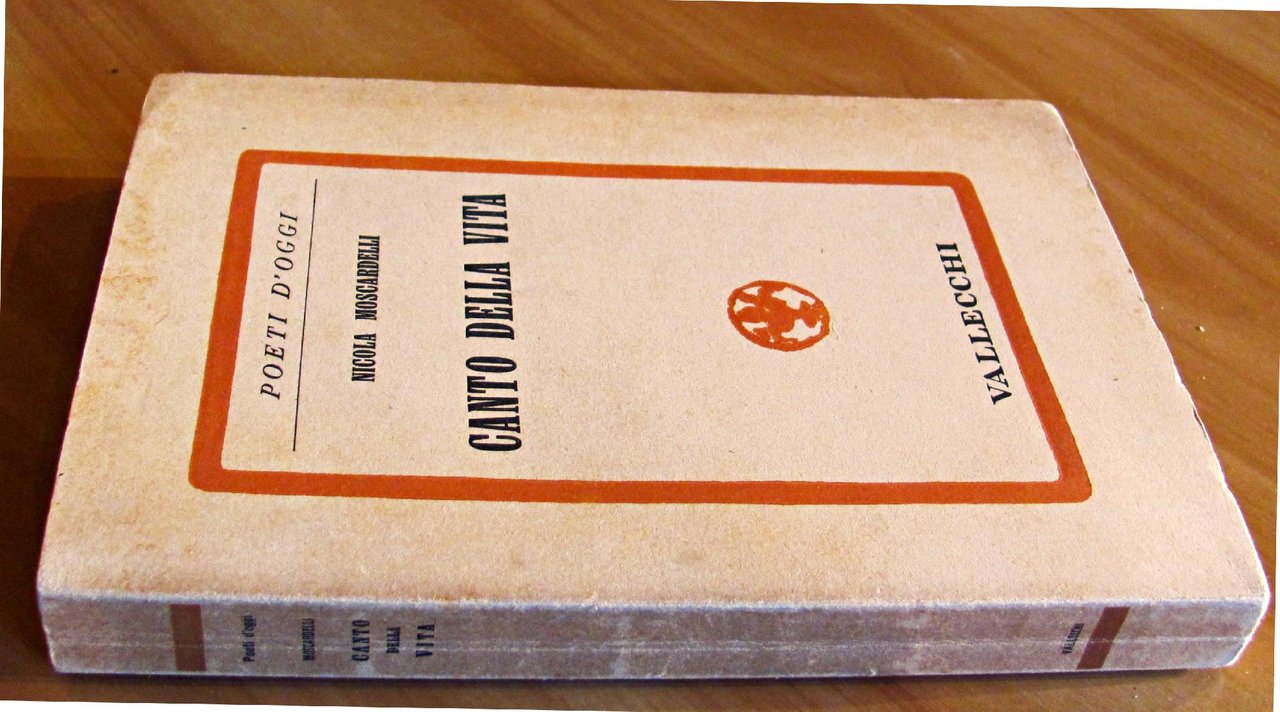 POETI D'OGGI
NICOLA MOSCARDELLI
CANTO DELLA VITA
VALLECCHI
Poeti d'oggi
MOSCARDELLI
CANTO
DELLA
VITA
VALLECCHI